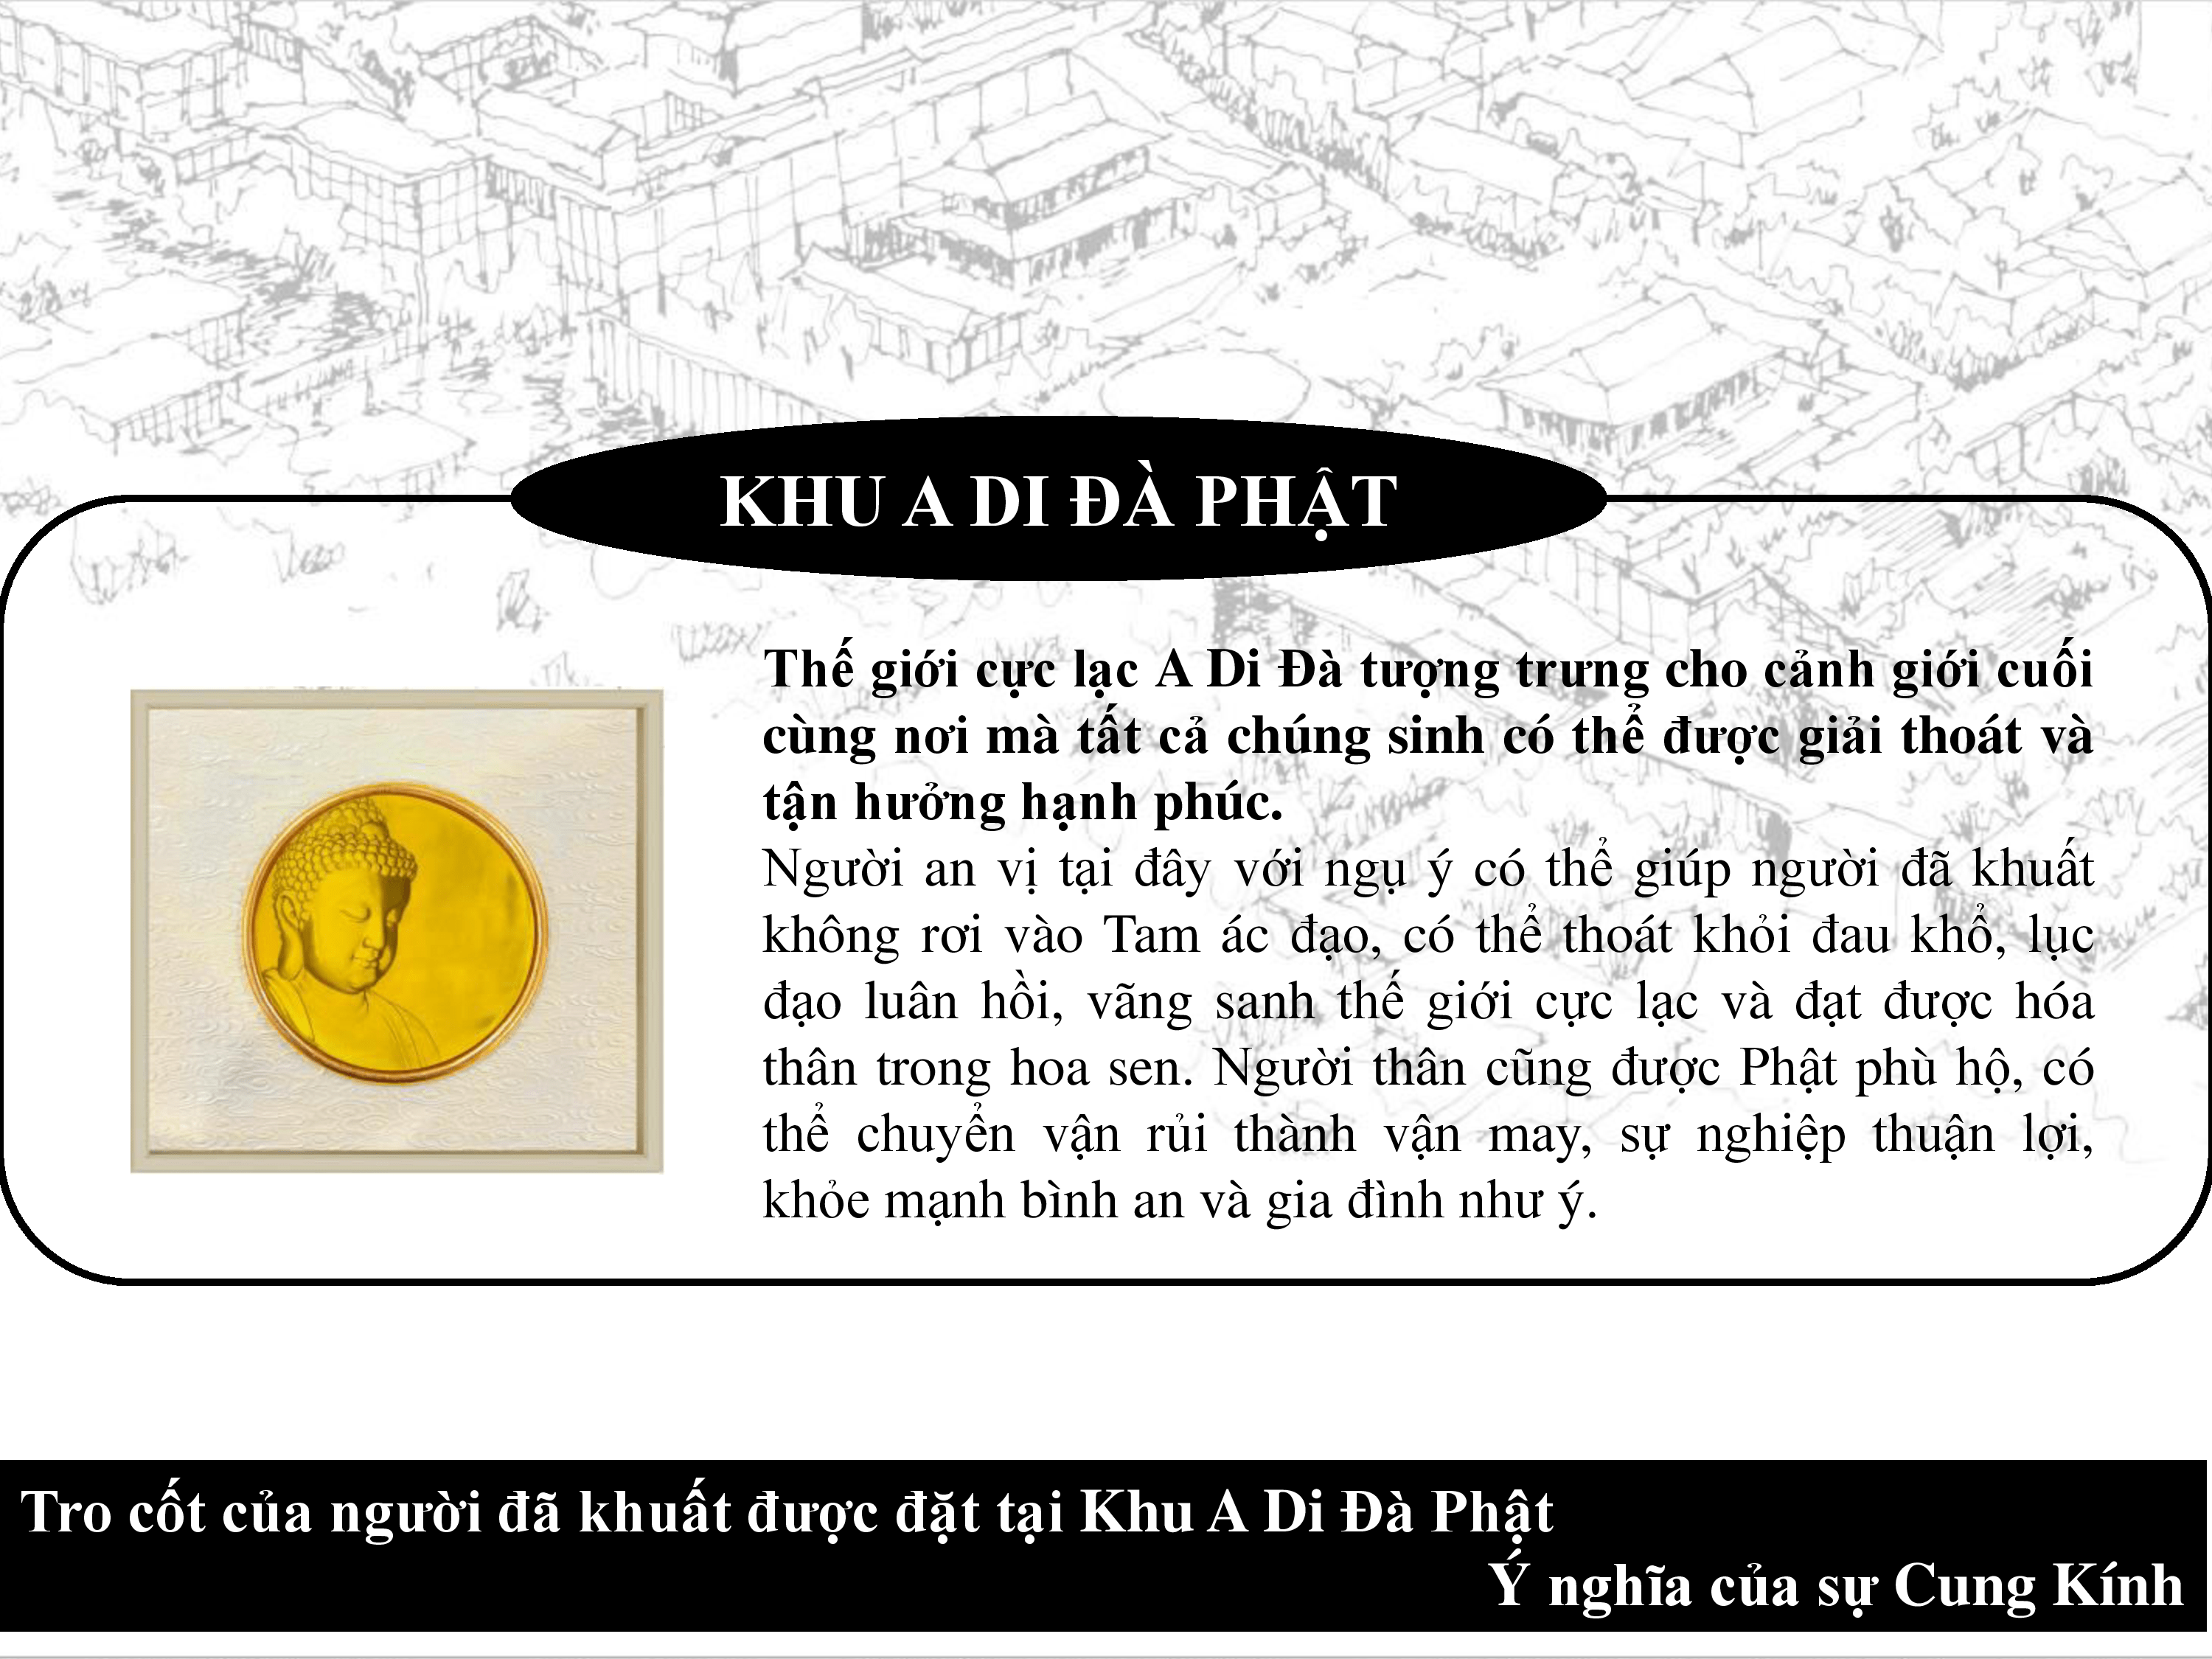 KHU A DI ĐÀ PHẬT
Thế giới cực lạc A Di Đà tượng trưng cho cảnh giới cuối
cùng nơi mà tất cả chúng sinh có thể được giải thoát và
tận hưởng hạnh phúc.
Người an vị tại đây với ngụ ý có thể giúp người đã khuất
không rơi vào Tam ác đạo, có thể thoát khỏi đau khổ, lục
đạo luân hồi, vãng sanh thế giới cực lạc và đạt được hóa
thân trong hoa sen. Người thân cũng được Phật phù hộ, có
thể chuyển vận rủi thành vận may, sự nghiệp thuận lợi,
khỏe mạnh bình an và gia đình như ý.
Tro cốt của người đã khuất được đặt tại Khu A Di Đà Phật
Ý nghĩa của sự Cung Kính